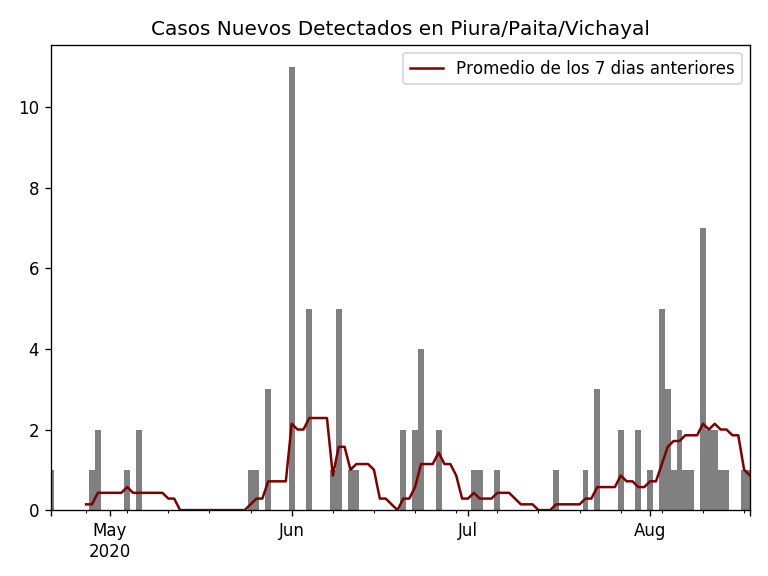 Casos Nuevos Detectados en Piura/Paita/Vichayal
Promedio de los 7 dias anteriores
10
8
6
4
2
0
May
2020
Jun
Jul
Aug